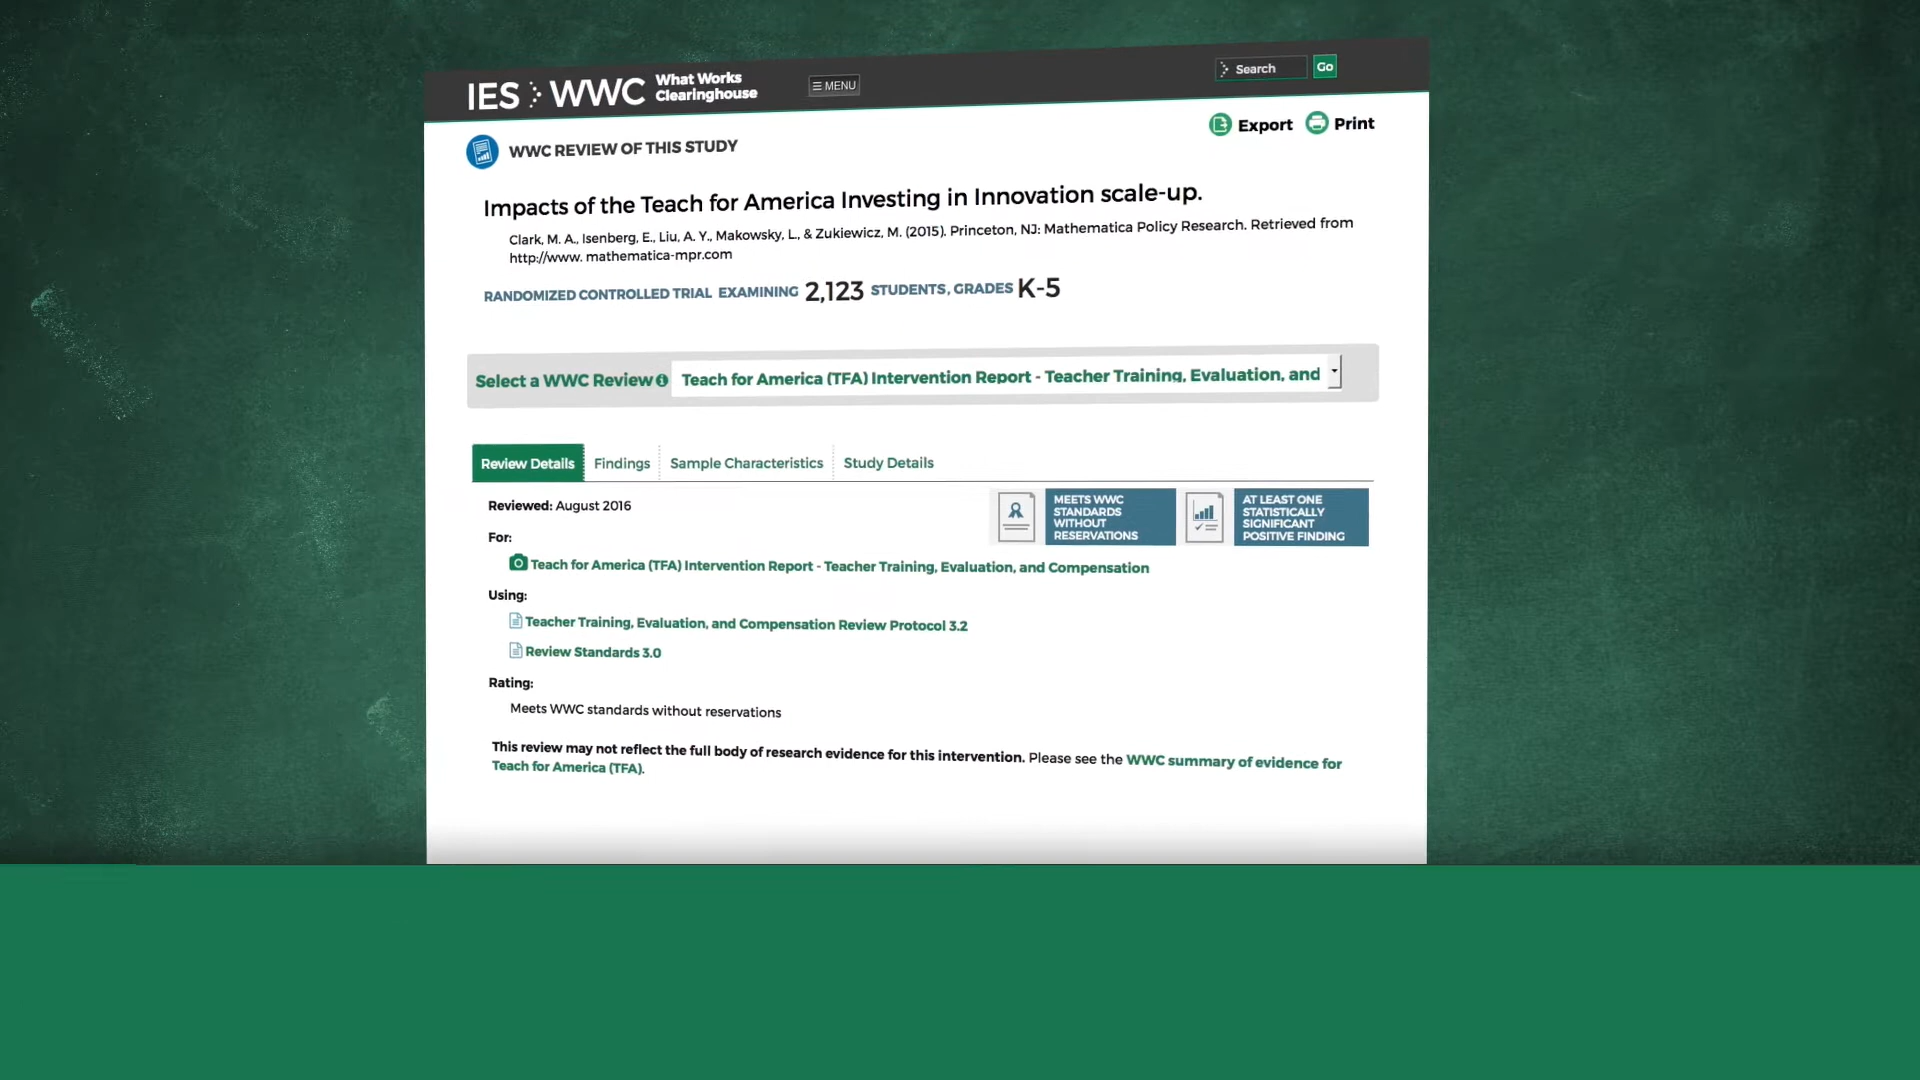 IES WWC What Works
Clearinghouse
MENU
Search
Go
Export
Print
WWC REVIEW OF THIS STUDY
Impacts of the Teach for America Investing in Innovation scale-up.
Clark, M. A., Isenberg, E., Liu, A. Y., Makowsky, L., & Zukiewicz, M. (2015). Princeton, NJ: Mathematica Policy Research. Retrieved from
http://www. mathematica-mpr.com
RANDOMIZED CONTROLLED TRIAL EXAMINING 2,123 STUDENTS, GRADES K-5
Select a WWC Review Teach for America (TFA) Intervention Report - Teacher Training, Evaluation, and
Review Details
Findings
Sample Characteristics
Study Details
Reviewed: August 2016
MEETS WWC
STANDARDS
WITHOUT
RESERVATIONS
AT LEAST ONE
STATISTICALLY
SIGNIFICANT
POSITIVE FINDING
For:
Teach for America (TFA) Intervention Report - Teacher Training, Evaluation, and Compensation
Using:
Teacher Training, Evaluation, and Compensation Review Protocol 3.2
Review Standards 3.0
Rating:
Meets WWC standards without reservations
This review may not reflect the full body of research evidence for this intervention. Please see the WWC summary of evidence for
Teach for America (TFA).